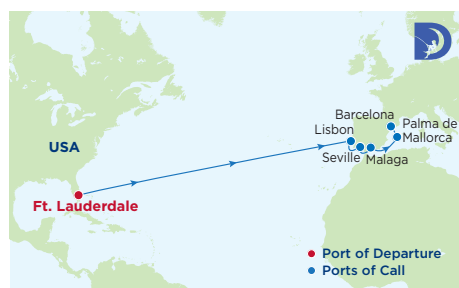 Barcelona
Lisbon
Palma de
Mallorca
Seville
Malaga
USA
Ft. Lauderdale
Port of Departure
Ports of Call